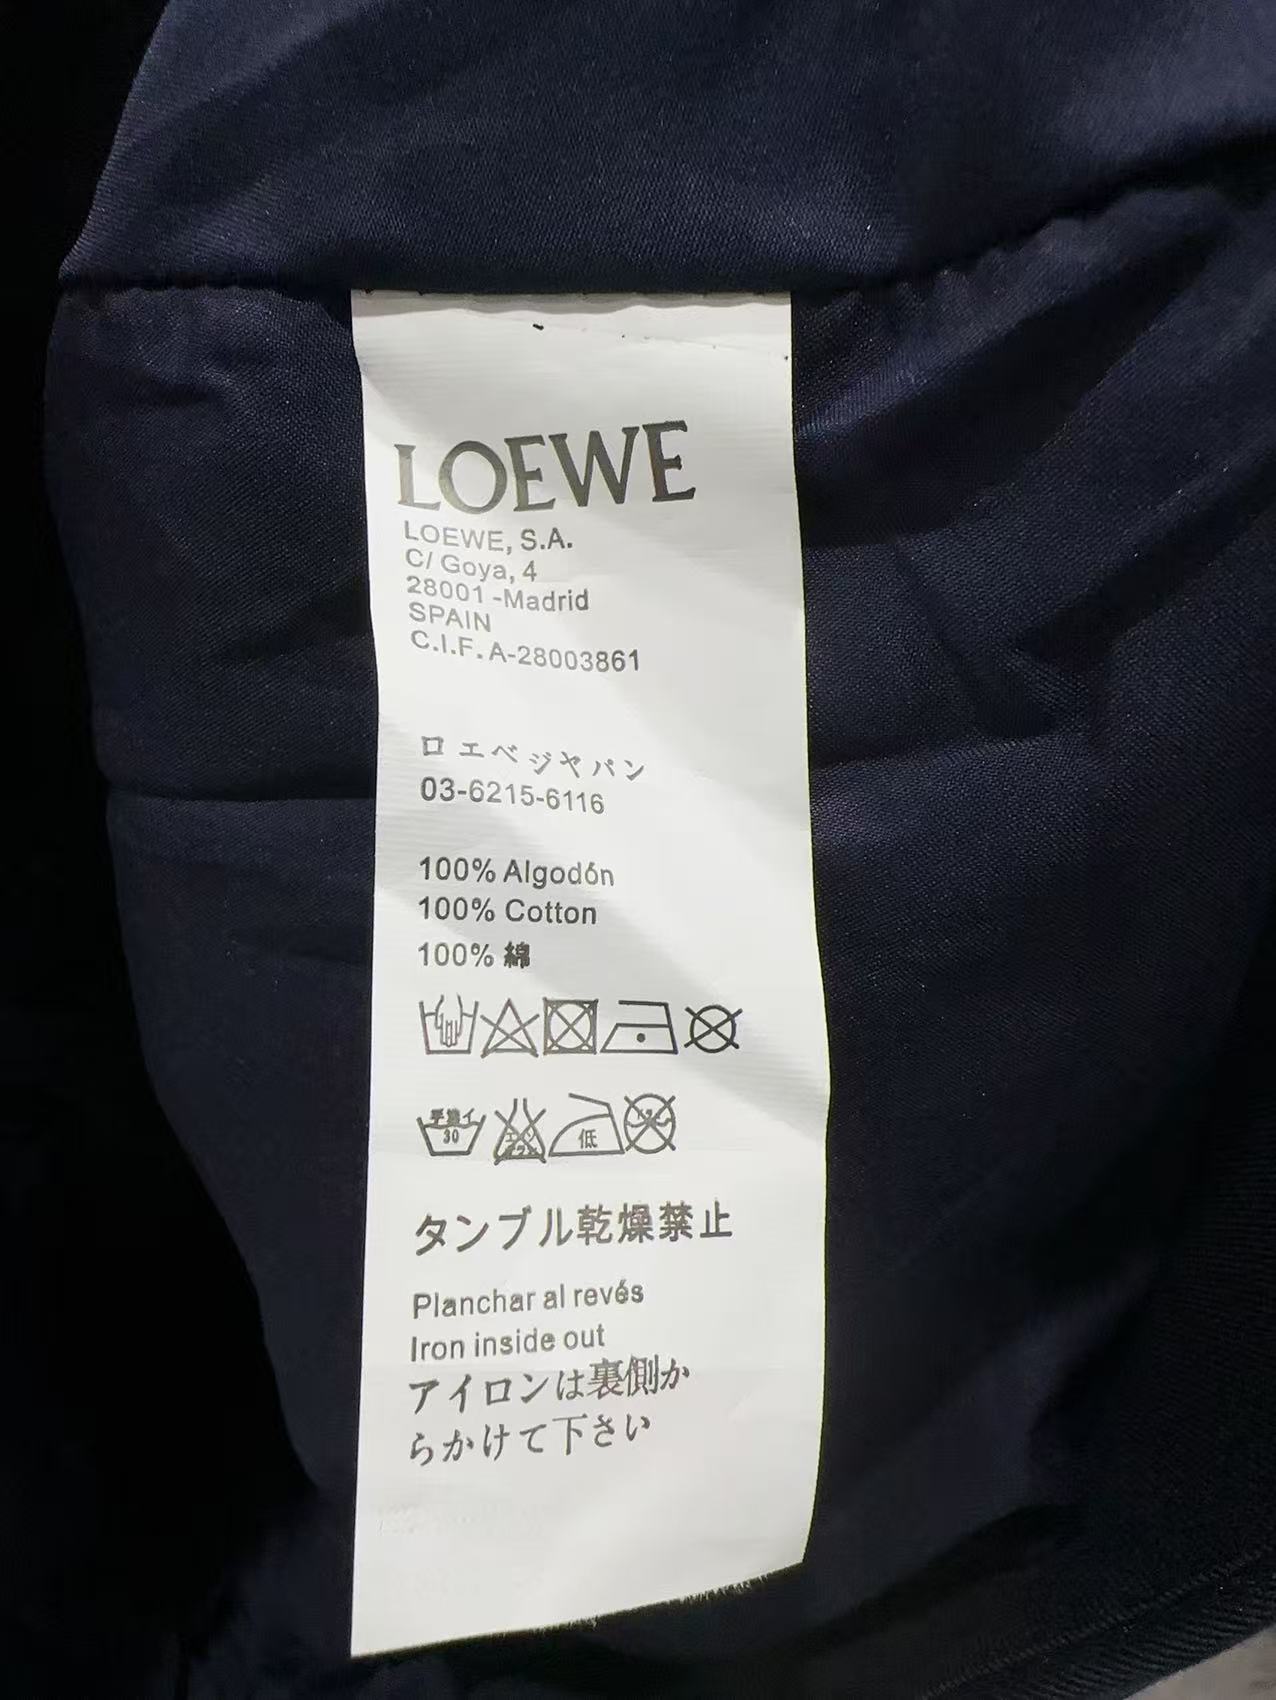 LOEWE
LOEWE, S.A.
C/ Goya, 4
28001 -Madrid
SPAIN
C.I.F. A-28003861
ロエベジヤパン
03-6215-6116
100% Algodón
100% Cotton
100% 綿
30
低
タンブル乾燥禁止
Planchar al revés
Iron inside out
アイロンは裏側か
らかけて下さい